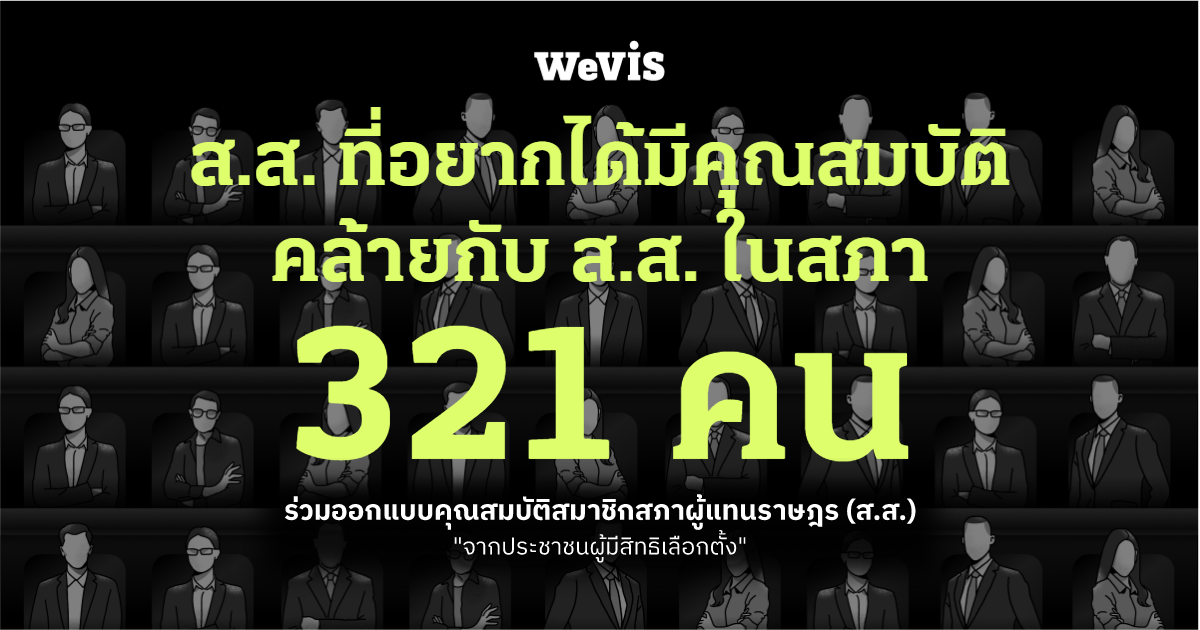 WeVIS
ส.ส. ที่อยากได้มีคุณสมบัติ
คล้ายกับ ส.ส. ในสภา
321 คน
ร่วมออกแบบคุณสมบัติสมาชิกสภาผู้แทนราษฎร (ส.ส.)
"จากประชาชนผู้มีสิทธิเลือกตั้ง"